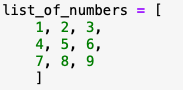 list_of_numbers = [
    1, 2, 3,
    4, 5, 6,
    7, 8, 9
    ]